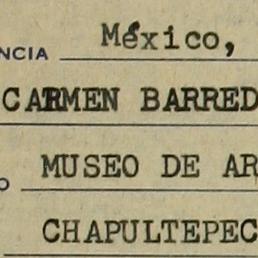 México,
NCIA
CARMEN BARRED
MUSEO DE AR
O
CHAPULTEPEC